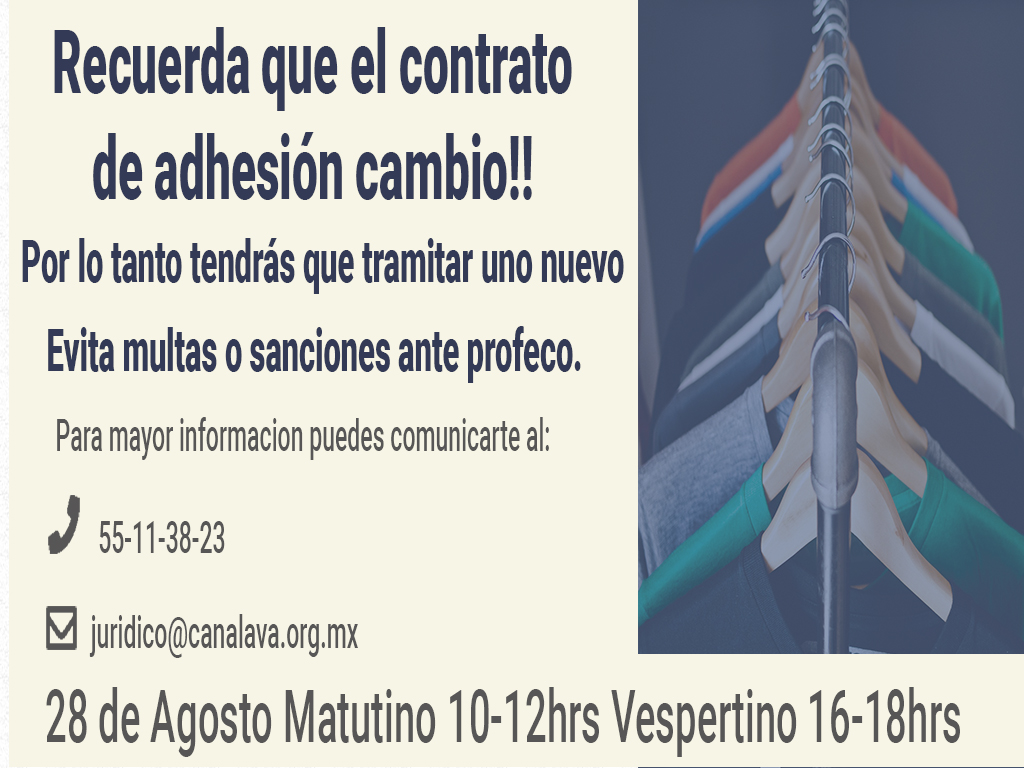 Recuerda que el contrato
de adhesión cambio!!
Por lo tanto tendrás que tramitar uno nuevo
Evita multas o sanciones ante profeco.
Para mayor informacion puedes comunicarte al:
55-11-38-23
juridico@canalava.org.mx
28 de Agosto Matutino 10-12hrs Vespertino 16-18hrs